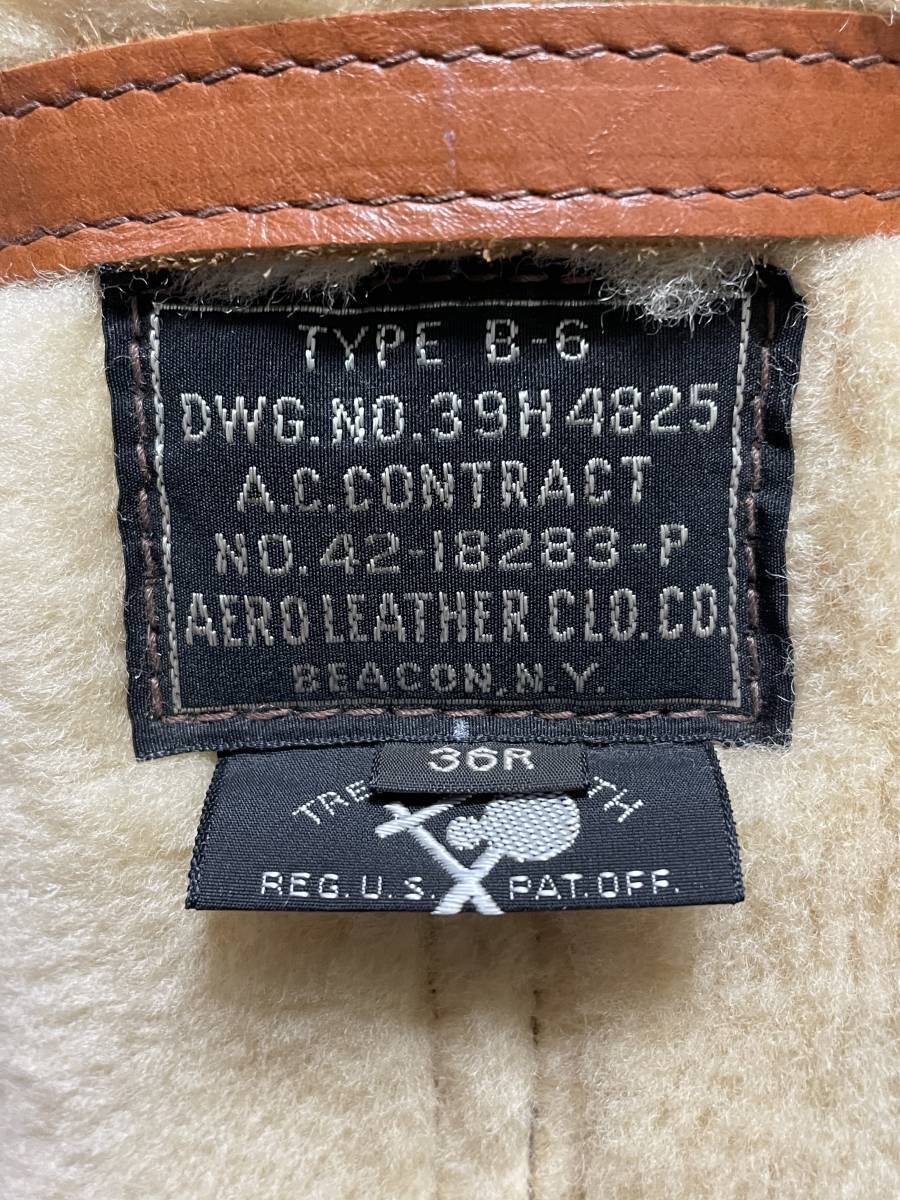 TYPE B-6
DWG.NO.39H4825
A.C.CONTRACT
NO.42-18283-P
AERO LEATHER CLO.CO.
BEACON, N.Y.
36R
REG.U.S. PAT.OFF.